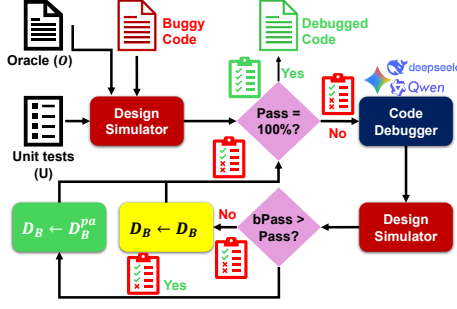 Buggy
Code
Debugged
Code
Oracle (O)
deepseek
Qwen
Yes
Design
Simulator
Pass =
100%?
No
Code
Debugger
Unit tests
(U)
D_B ← D_B^{pa}
D_B ← D_B
No
bPass >
Pass?
Design
Simulator
Yes